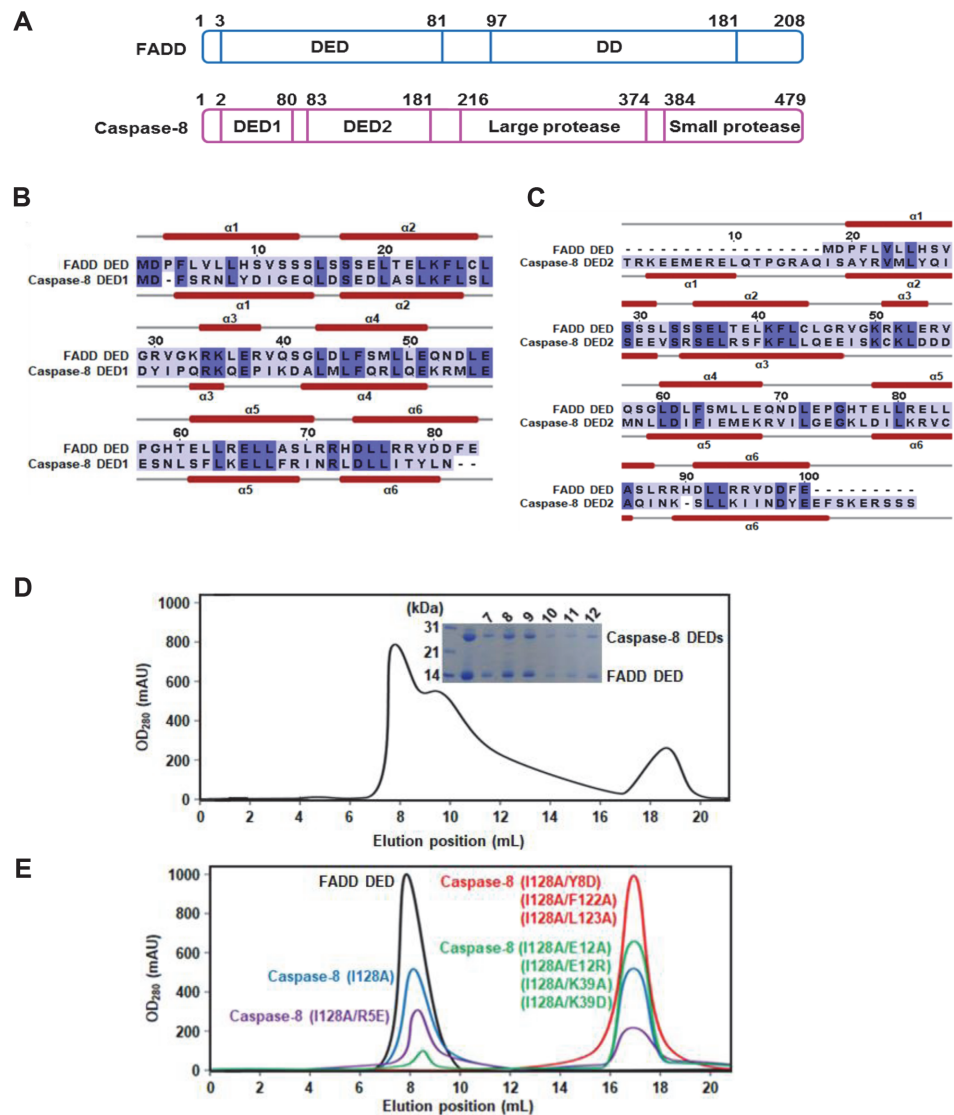 A
1 3 81 97 181 208
FADD DED DD
1 2 80 83 181 216 374 384 479
Caspase-8 DED1 DED2 Large protease Small protease
B
α1 α2
10 20
FADD DED MDPFLVLLHSVSSSLSSSELTELKFLCL
Caspase-8 DED1 MD-FSRNLYDIGEQLDSEDLASLKFLSL
α1 α2
α3 α4
30 40 50
FADD DED GRVGKRKLERVQSGLDLFSMLLEQNDLE
Caspase-8 DED1 DYIPQRKQEPIKDALMLFQRLQEKRMLE
α3 α4
α5 α6
60 70 80
FADD DED PGHTELLRELLASLRRHDLLRRVDDFE
Caspase-8 DED1 ESNLSFLKELLFRINRLDLLITYLN--
α5 α6
C
α1
10 20
FADD DED -----------------MDPFLVLLHSV
Caspase-8 DED2 TRKEEMERELQTPGRAQISAYRVMLYQI
α1 α2
α2 α3
30 40 50
FADD DED SSSLSSSELTELKFLCLGRVGKRKLERV
Caspase-8 DED2 SEEVSRSELRSFKFLLQEEISKCKLDDD
α3
α4 α5
60 70 80
FADD DED QSGLDLFSMLLEQNDLEPGHTELLRELL
Caspase-8 DED2 MNLLDIFIEMEKRVILGEGKLDILKRVC
α5 α6
α6
90 100
FADD DED ASLRRHDLLRRVDDFE---------
Caspase-8 DED2 AQINK-SLLKIINDYEEFSKERSSS
α6
D
1000
800
600
400
200
0
OD280 (mAU)
(kDa) 7 8 9 10 11 12
31
21
14
Caspase-8 DEDs
FADD DED
0 2 4 6 8 10 12 14 16 18 20
Elution position (mL)
E
1000
800
600
400
200
0
OD280 (mAU)
FADD DED
Caspase-8 (I128A)
Caspase-8 (I128A/R5E)
Caspase-8 (I128A/Y8D)
(I128A/F122A)
(I128A/L123A)
Caspase-8 (I128A/E12A)
(I128A/E12R)
(I128A/K39A)
(I128A/K39D)
0 2 4 6 8 10 12 14 16 18 20
Elution position (mL)